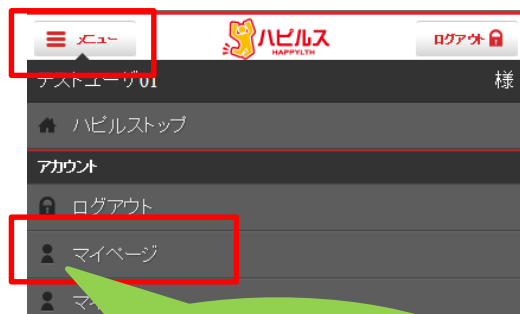 メニュー
ハピルス
HAPPYLTH
ログアウト
テストユーザ01 様
ハピルストップ
アカウント
ログアウト
マイページ
マイ